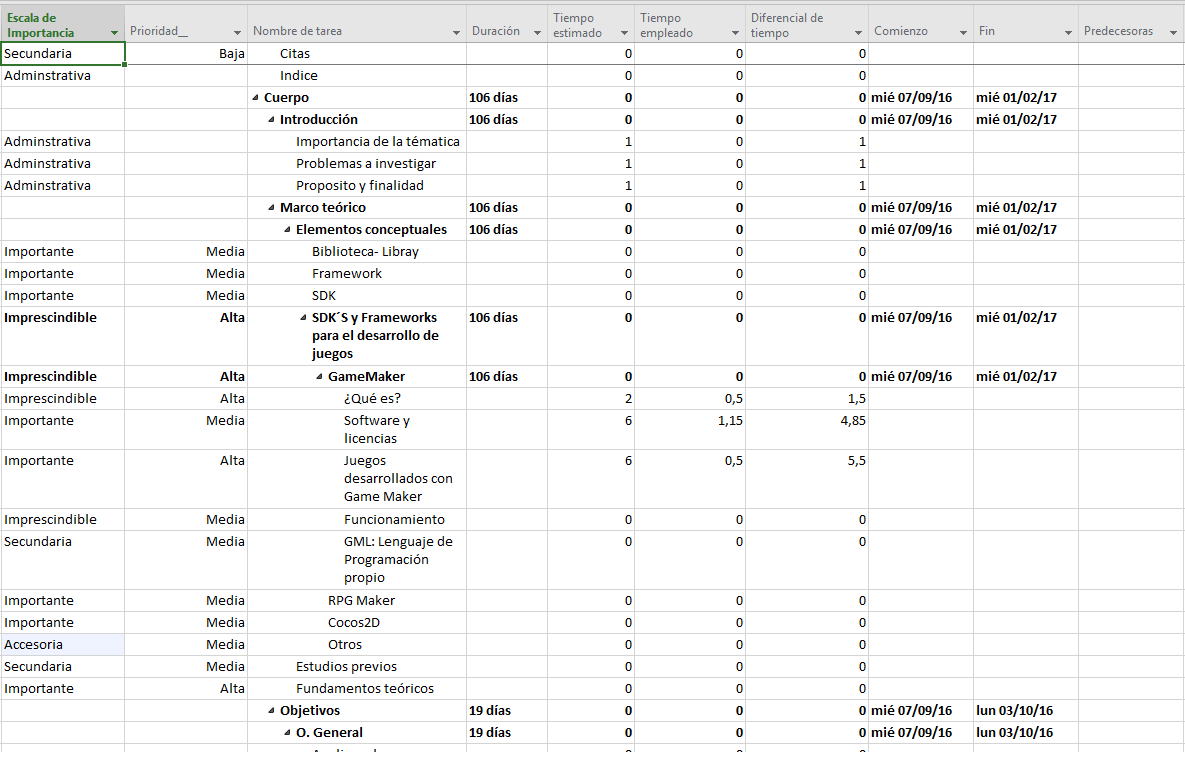 Escala de Importancia Prioridad__ Nombre de tarea Duración Tiempo estimado Tiempo empleado Diferencial de tiempo Comienzo Fin Predecesoras
Secundaria Baja Citas 0 0 0
Adminstrativa Indice 0 0 0
Cuerpo 106 días 0 0 0 mié 07/09/16 mié 01/02/17
Introducción 106 días 0 0 0 mié 07/09/16 mié 01/02/17
Adminstrativa Importancia de la témática 1 0 1
Adminstrativa Problemas a investigar 1 0 1
Adminstrativa Proposito y finalidad 1 0 1
Marco teórico 106 días 0 0 0 mié 07/09/16 mié 01/02/17
Elementos conceptuales 106 días 0 0 0 mié 07/09/16 mié 01/02/17
Importante Media Biblioteca- Libray 0 0 0
Importante Media Framework 0 0 0
Importante Media SDK 0 0 0
Imprescindible Alta SDK´S y Frameworks 106 días 0 0 0 mié 07/09/16 mié 01/02/17
para el desarrollo de
juegos
Imprescindible Alta GameMaker 106 días 0 0 0 mié 07/09/16 mié 01/02/17
Imprescindible Alta ¿Qué es? 2 0,5 1,5
Importante Media Software y 6 1,15 4,85
licencias
Importante Alta Juegos 6 0,5 5,5
desarrollados con
Game Maker
Imprescindible Media Funcionamiento 0 0 0
Secundaria Media GML: Lenguaje de 0 0 0
Programación
propio
Importante Media RPG Maker 0 0 0
Importante Media Cocos2D 0 0 0
Accesoria Media Otros 0 0 0
Secundaria Media Estudios previos 0 0 0
Importante Alta Fundamentos teóricos 0 0 0
Objetivos 19 días 0 0 0 mié 07/09/16 lun 03/10/16
O. General 19 días 0 0 0 mié 07/09/16 lun 03/10/16